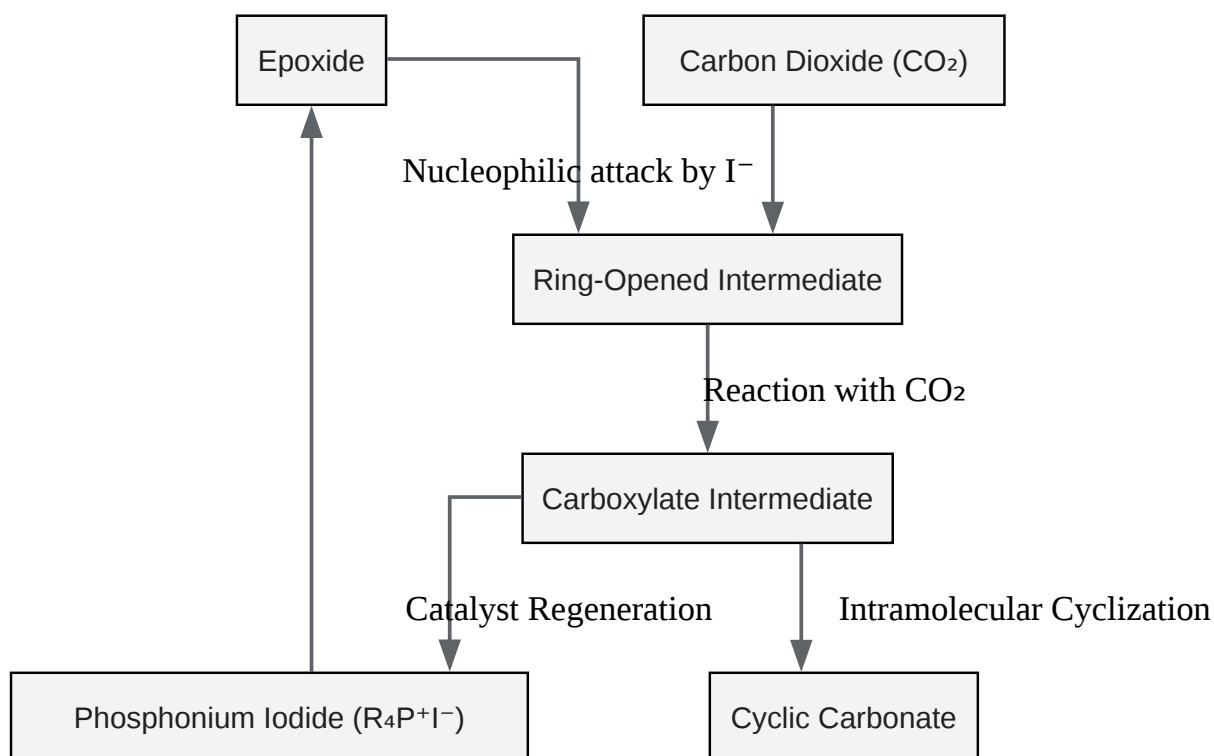 Epoxide
Carbon Dioxide (CO₂)
Nucleophilic attack by I⁻
Ring-Opened Intermediate
Reaction with CO₂
Carboxylate Intermediate
Catalyst Regeneration
Intramolecular Cyclization
Phosphonium Iodide (R₄P⁺I⁻)
Cyclic Carbonate